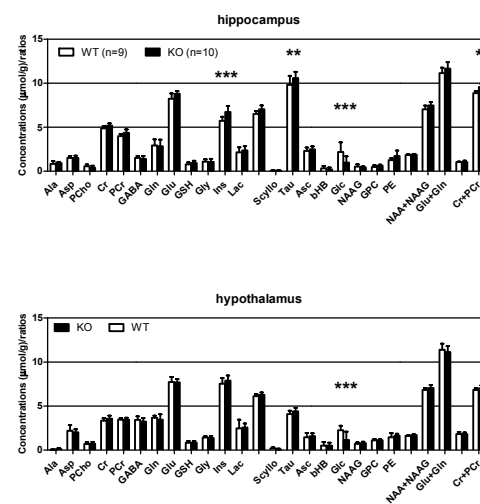 hippocampus
WT (n=9) KO (n=10)
Concentrations (µmol/g)/ratios
15
10
5
0
*** ** *** *
Ala Asp PCho Cr PCr GABA Gln Glu GSH Gly Ins Lac Scyllo Tau Asc bHB Glc NAAG GPC PE NAA+NAAG Glu+Gln Cr+PCr
hypothalamus
KO WT
Concentrations (µmol/g)/ratios
15
10
5
0
***
Ala Asp PCho Cr PCr GABA Gln Glu GSH Gly Ins Lac Scyllo Tau Asc bHB Glc NAAG GPC PE NAA+NAAG Glu+Gln Cr+PCr